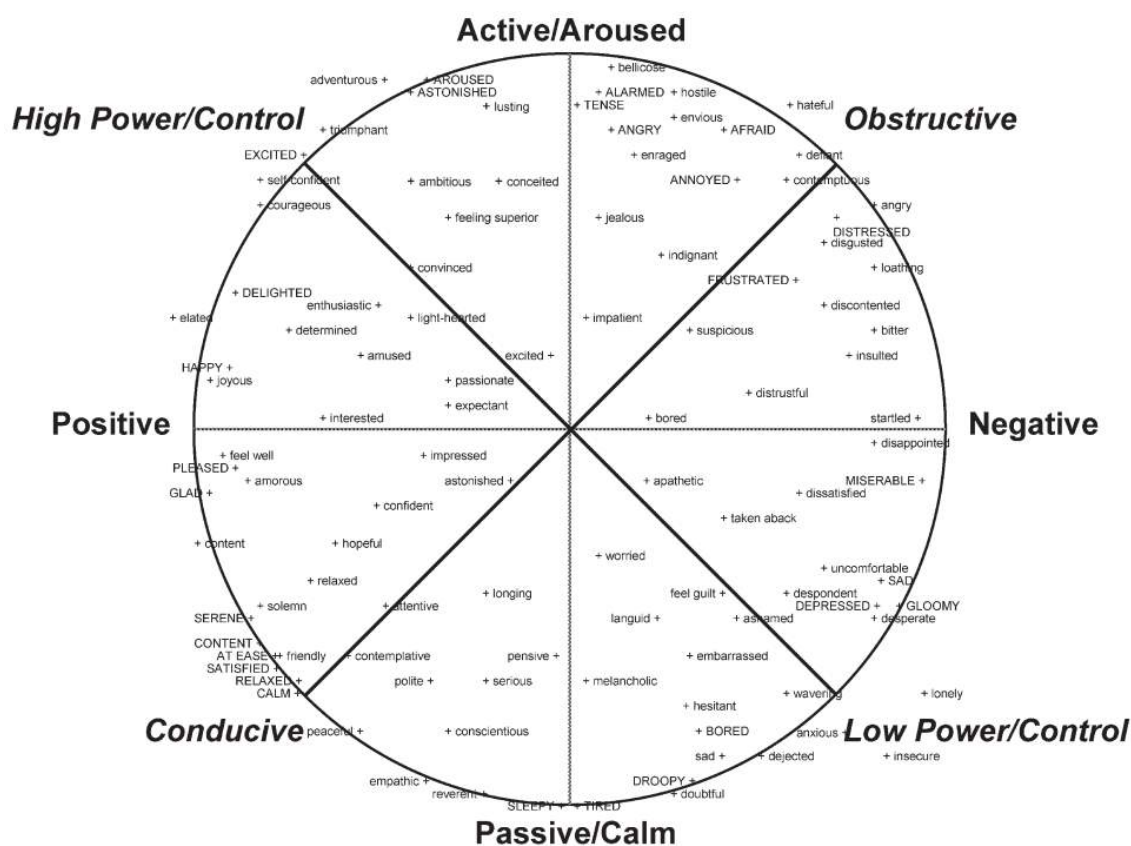 Active/Aroused
+ bellicose
adventurous +
+ AROUSED
+ ASTONISHED
+ ALARMED
+ hostile
+ lusting
+ TENSE
+ hateful
+ envious
High Power/Control
Obstructive
+ triumphant
+ ANGRY
+ AFRAID
EXCITED +
+ enraged
+ defiant
+ self-confident
+ ambitious
+ conceited
ANNOYED +
+ contemptuous
+ courageous
+ angry
+ feeling superior
+ jealous
+
DISTRESSED
+ disgusted
+ indignant
+ convinced
+ loathing
FRUSTRATED +
+ DELIGHTED
enthusiastic +
+ discontented
+ elated
+ light-hearted
+ impatient
+ determined
+ suspicious
+ bitter
+ amused
excited +
+ insulted
HAPPY +
+ joyous
+ passionate
+ distrustful
+ expectant
+ interested
+ bored
startled +
Positive
Negative
+ disappointed
+ feel well
+ impressed
PLEASED +
+ amorous
astonished +
+ apathetic
MISERABLE +
GLAD +
+ dissatisfied
+ confident
+ taken aback
+ content
+ hopeful
+ worried
+ uncomfortable
+ relaxed
+ SAD
+ longing
feel guilt +
+ despondent
+ solemn
+ attentive
DEPRESSED +
+ GLOOMY
SERENE +
languid +
+ ashamed
+ desperate
CONTENT +
AT EASE +
+ friendly
+ contemplative
pensive +
+ embarrassed
SATISFIED +
RELAXED +
polite +
+ serious
+ melancholic
CALM +
+ wavering
+ lonely
+ hesitant
Conducive
Low Power/Control
peaceful +
+ conscientious
+ BORED
anxious +
sad +
+ dejected
+ insecure
empathic +
DROOPY +
reverent +
+ doubtful
SLEEPY +
+ TIRED
Passive/Calm